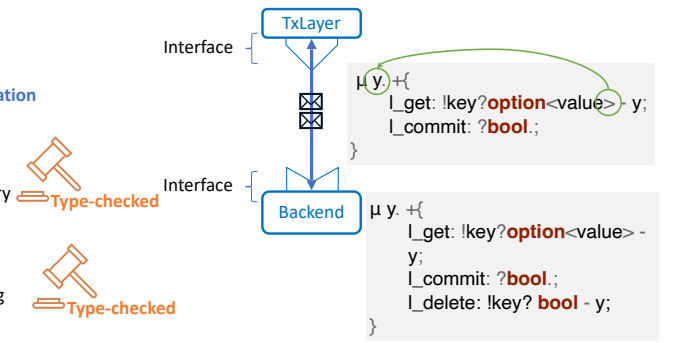 TxLayer
Interface
ation
μ y. +{
l_get: !key?option<value> - y;
l_commit: ?bool.;
}
ry
Type-checked
Interface
Backend
μ y. +{
l_get: !key?option<value> -
y;
l_commit: ?bool.;
l_delete: !key? bool - y;
}
g
Type-checked